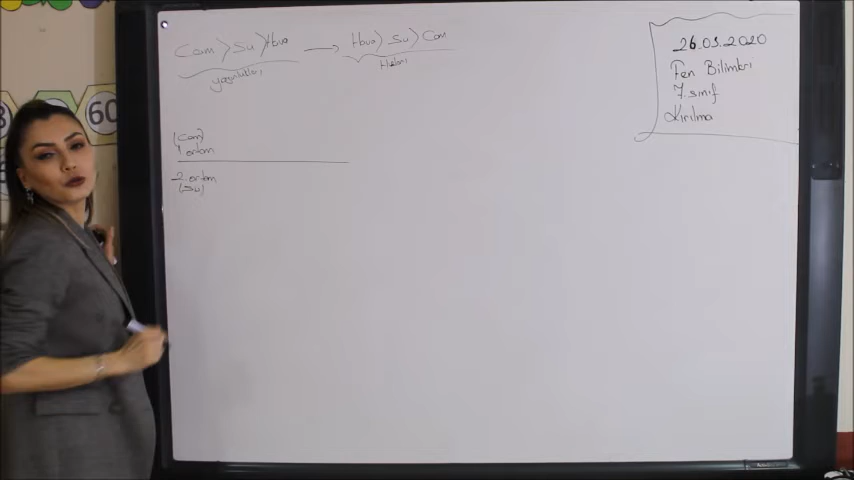 Cam > Su > Hava → Hava > Su > Cam
yoğunlukları
Hızları
26.03.2020
Fen Bilimleri
7. sınıf
Kırılma
(Cam)
1. ortam
2. ortam
(Su)
60